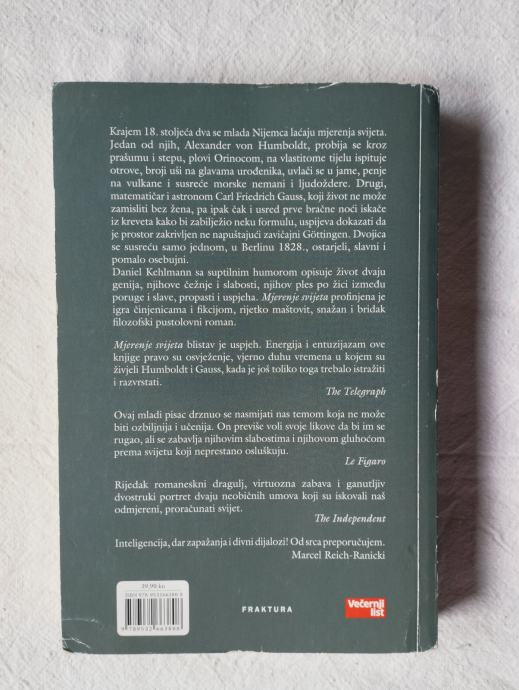 Krajem 18. stoljeća dva se mlada Nijemca laćaju mjerenja svijeta.
Jedan od njih, Alexander von Humboldt, probija se kroz
prašumu i stepu, plovi Orinocom, na vlastitome tijelu ispituje
otrove, broji uši na glavama urođenika, uvlači se u jame, penje
na vulkane i susreće morske nemani i ljudoždere. Drugi,
matematičar i astronom Carl Friedrich Gauss, koji život ne može
zamisliti bez žena, pa ipak čak i usred prve bračne noći iskače
iz kreveta kako bi zabilježio neku formulu, uspijeva dokazati da
je prostor zakrivljen ne napuštajući zavičajni Göttingen. Dvojica
se susreću samo jednom, u Berlinu 1828., ostarjeli, slavni i
pomalo osebujni.
Daniel Kehlmann sa suptilnim humorom opisuje život dvaju
genija, njihove čežnje i slabosti, njihov ples po žici između
poruge i slave, propasti i uspjeha. Mjerenje svijeta profinjena je
igra činjenicama i fikcijom, rijetko maštovit, snažan i bridak
filozofski pustolovni roman.
Mjerenje svijeta blistav je uspjeh. Energija i entuzijazam ove
knjige pravo su osvježenje, vjerno duhu vremena u kojem su
živjeli Humboldt i Gauss, kada je još toliko toga trebalo istražiti
i razvrstati.
The Telegraph
Ovaj mladi pisac drznuo se nasmijati nas temom koja ne može
biti ozbiljnija i učenija. On previše voli svoje likove da bi im se
rugao, ali se zabavlja njihovim slabostima i njihovom gluhoćom
prema svijetu koji neprestano osluškuju.
Le Figaro
Rijedak romaneskni dragulj, virtuozna zabava i ganutljiv
dvostruki portret dvaju neobičnih umova koji su iskovali naš
odmjereni, proračunati svijet.
The Independent
Inteligencija, dar zapažanja i divni dijalozi! Od srca preporučujem.
Marcel Reich-Ranicki
39,90 kn
FRAKTURA
Večernji
list